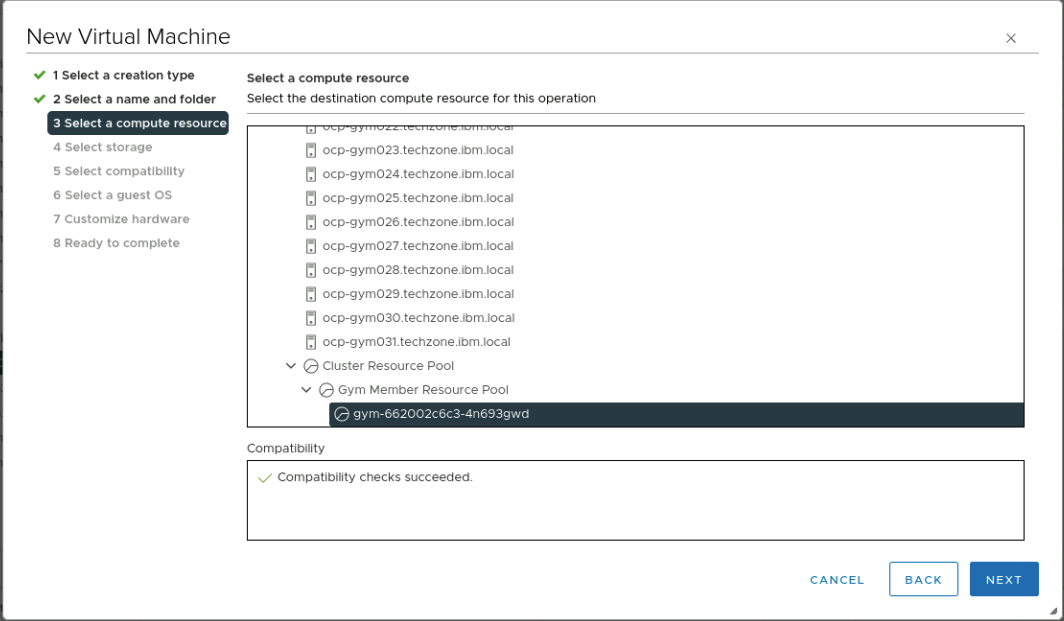 New Virtual Machine
1 Select a creation type
2 Select a name and folder
3 Select a compute resource
4 Select storage
5 Select compatibility
6 Select a guest OS
7 Customize hardware
8 Ready to complete
Select a compute resource
Select the destination compute resource for this operation
ocp-gym022.techzone.ibm.local
ocp-gym023.techzone.ibm.local
ocp-gym024.techzone.ibm.local
ocp-gym025.techzone.ibm.local
ocp-gym026.techzone.ibm.local
ocp-gym027.techzone.ibm.local
ocp-gym028.techzone.ibm.local
ocp-gym029.techzone.ibm.local
ocp-gym030.techzone.ibm.local
ocp-gym031.techzone.ibm.local
Cluster Resource Pool
Gym Member Resource Pool
gym-662002c6c3-4n693gwd
Compatibility
Compatibility checks succeeded.
CANCEL BACK NEXT